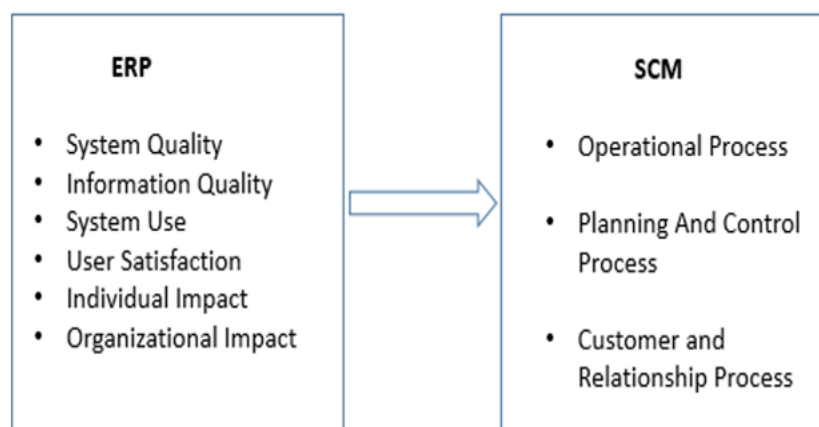 ERP
• System Quality
• Information Quality
• System Use
• User Satisfaction
• Individual Impact
• Organizational Impact
SCM
• Operational Process
• Planning And Control
Process
• Customer and
Relationship Process